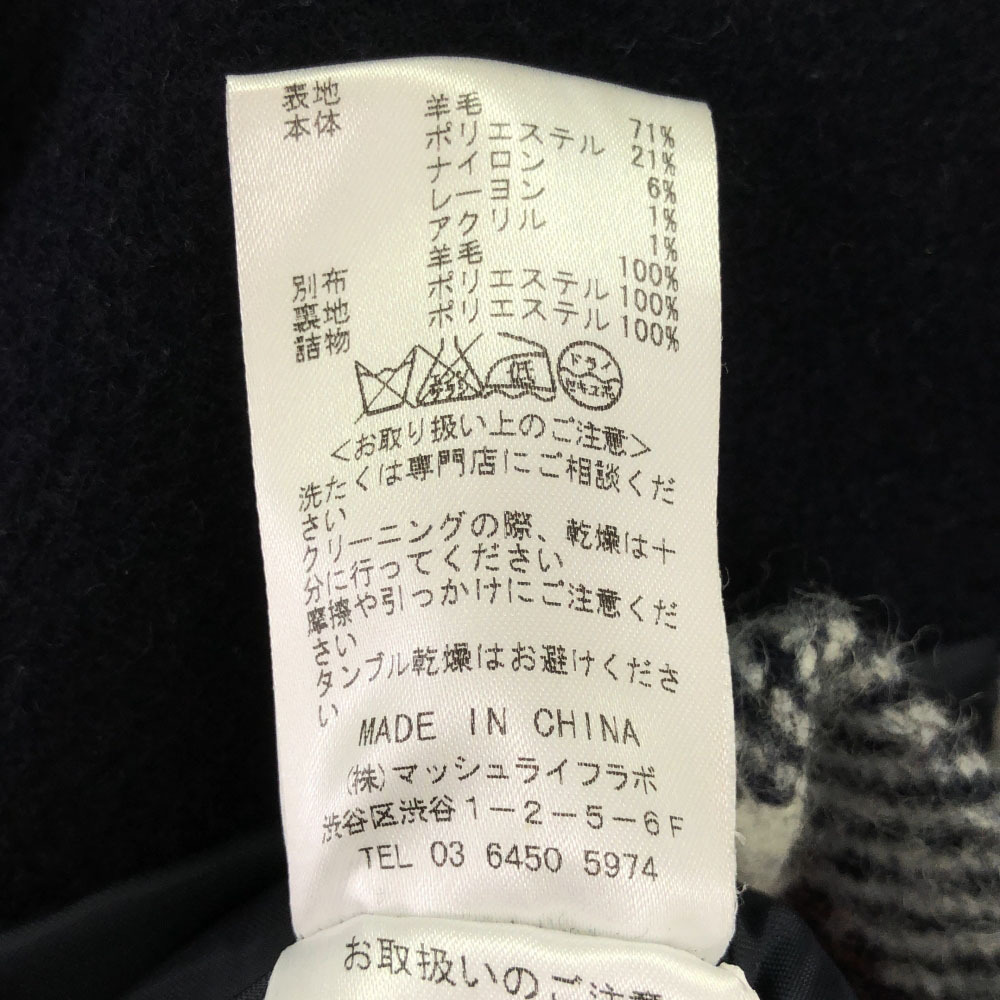 表地 羊毛 71%
本体 ポリエステル 21%
ナイロン 6%
レーヨン 1%
アクリル 1%
羊毛 100%
別布 ポリエステル 100%
裏地 ポリエステル 100%
詰物
低 ドライ
セキユ系
<お取り扱い上のご注意>
洗たくは専門店にご相談くだ
さい
クリーニングの際、乾燥は十
分に行ってください
摩擦や引っかけにご注意くだ
さい
タンブル乾燥はお避けくださ
い
MADE IN CHINA
(株)マッシュライフラボ
渋谷区渋谷1-2-5-6F
TEL 03 6450 5974
お取扱いのご注意